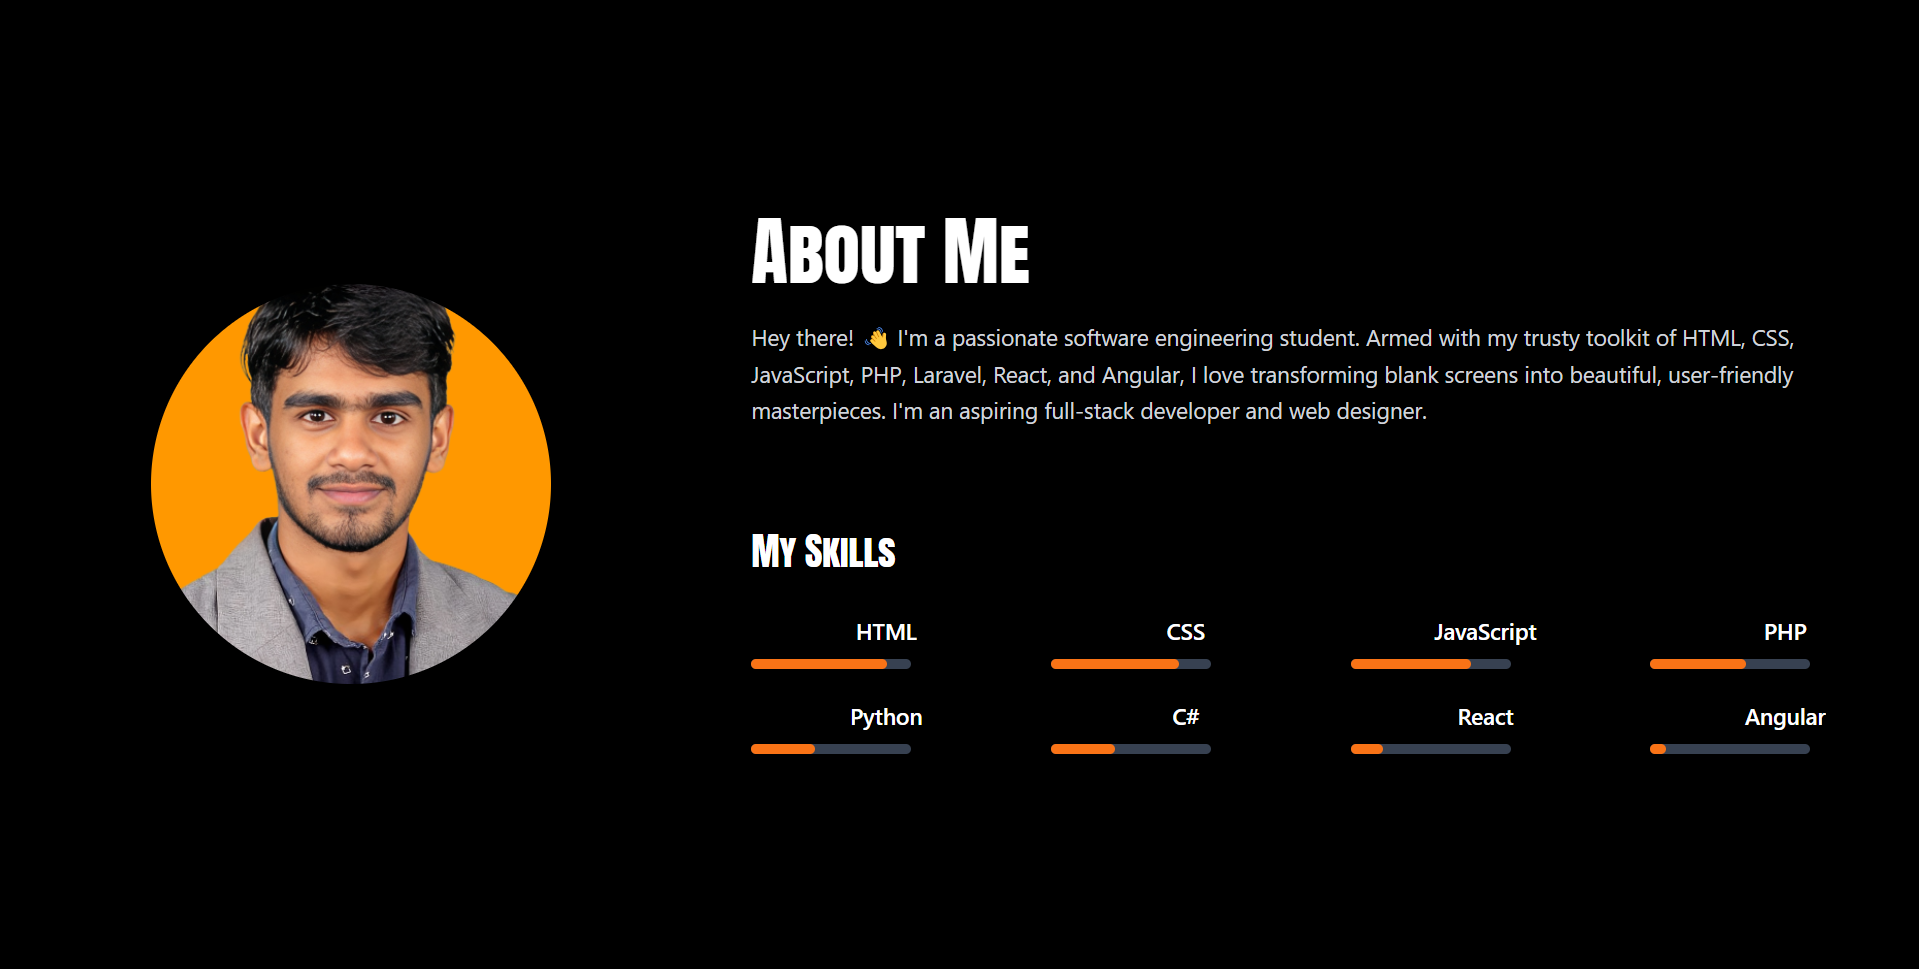 About Me
Hey there! 👋 I'm a passionate software engineering student. Armed with my trusty toolkit of HTML, CSS,
JavaScript, PHP, Laravel, React, and Angular, I love transforming blank screens into beautiful, user-friendly
masterpieces. I'm an aspiring full-stack developer and web designer.
My Skills
HTML CSS JavaScript PHP
Python C# React Angular